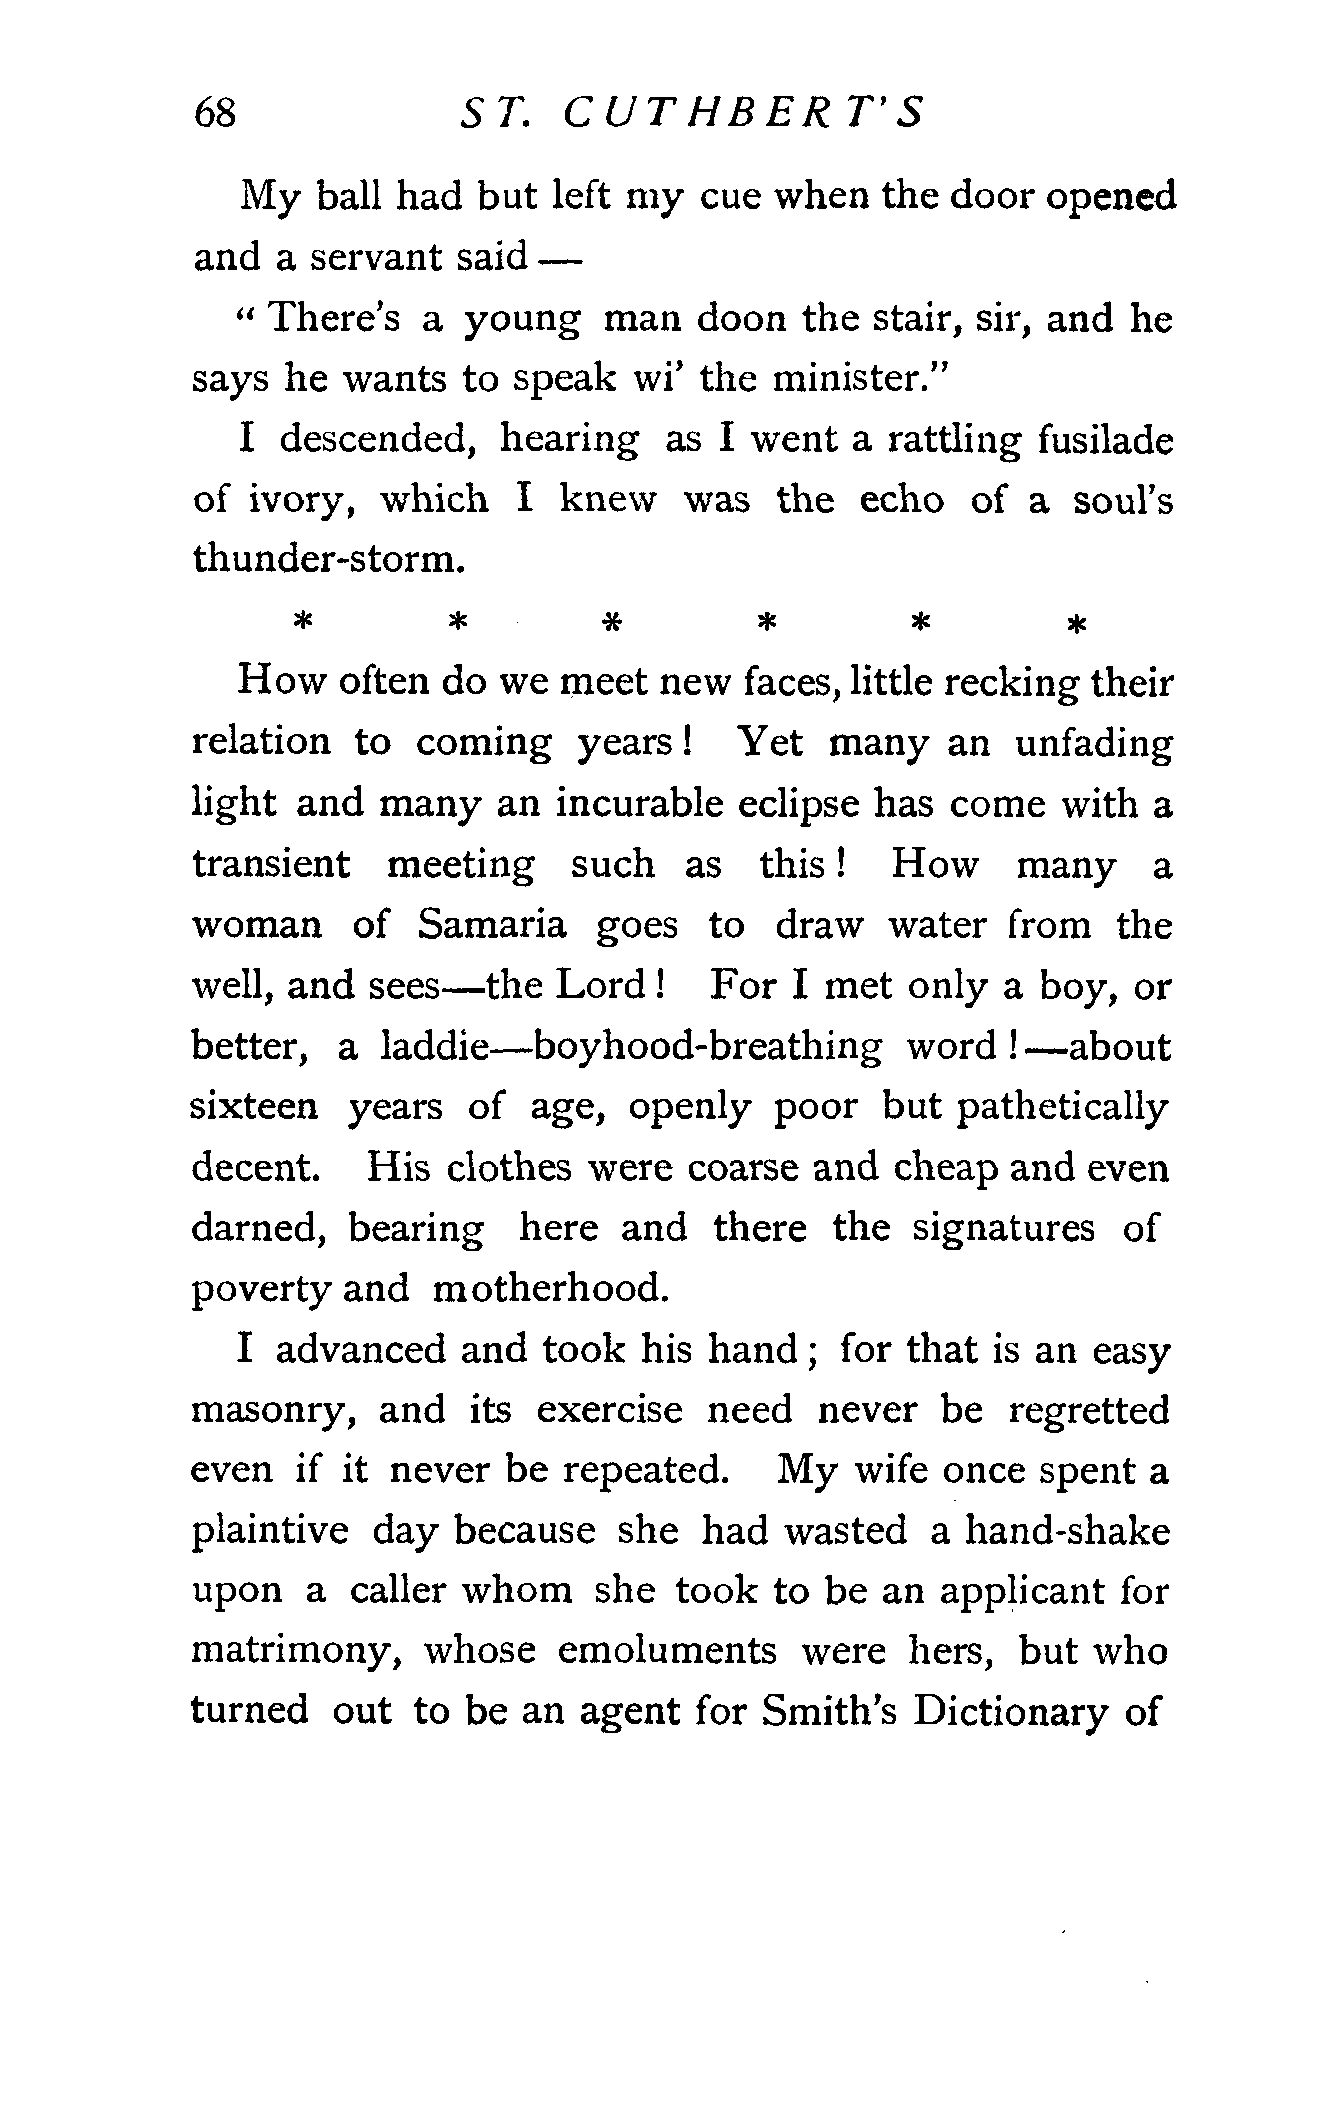 68 ST. CUTHBERT'S
My ball had but left my cue when the door opened
and a servant said —
" There's a young man doon the stair, sir, and he
says he wants to speak wi' the minister."
I descended, hearing as I went a rattling fusilade
of ivory, which I knew was the echo of a soul's
thunder-storm.
* * * * * *
How often do we meet new faces, little recking their
relation to coming years ! Yet many an unfading
light and many an incurable eclipse has come with a
transient meeting such as this ! How many a
woman of Samaria goes to draw water from the
well, and sees—the Lord ! For I met only a boy, or
better, a laddie—boyhood-breathing word !—about
sixteen years of age, openly poor but pathetically
decent. His clothes were coarse and cheap and even
darned, bearing here and there the signatures of
poverty and motherhood.
I advanced and took his hand ; for that is an easy
masonry, and its exercise need never be regretted
even if it never be repeated. My wife once spent a
plaintive day because she had wasted a hand-shake
upon a caller whom she took to be an applicant for
matrimony, whose emoluments were hers, but who
turned out to be an agent for Smith's Dictionary of